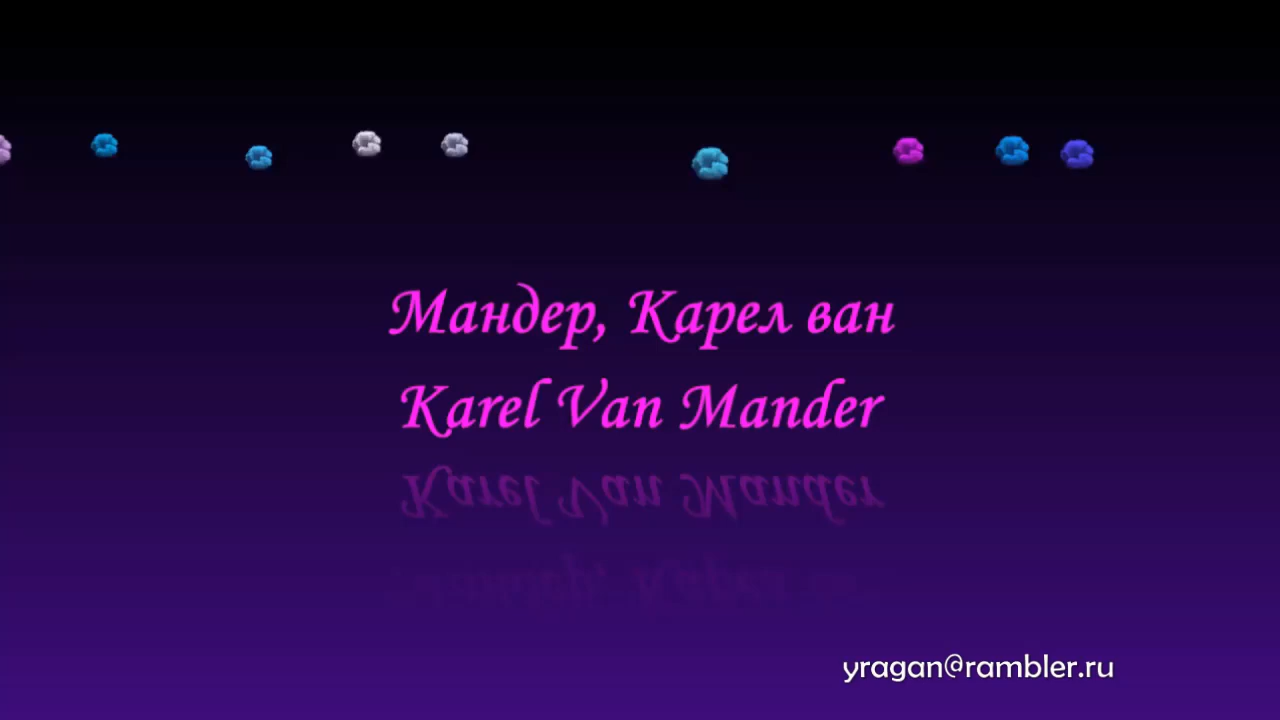 Мандер, Карел ван
Karel Van Mander
yragan@rambler.ru